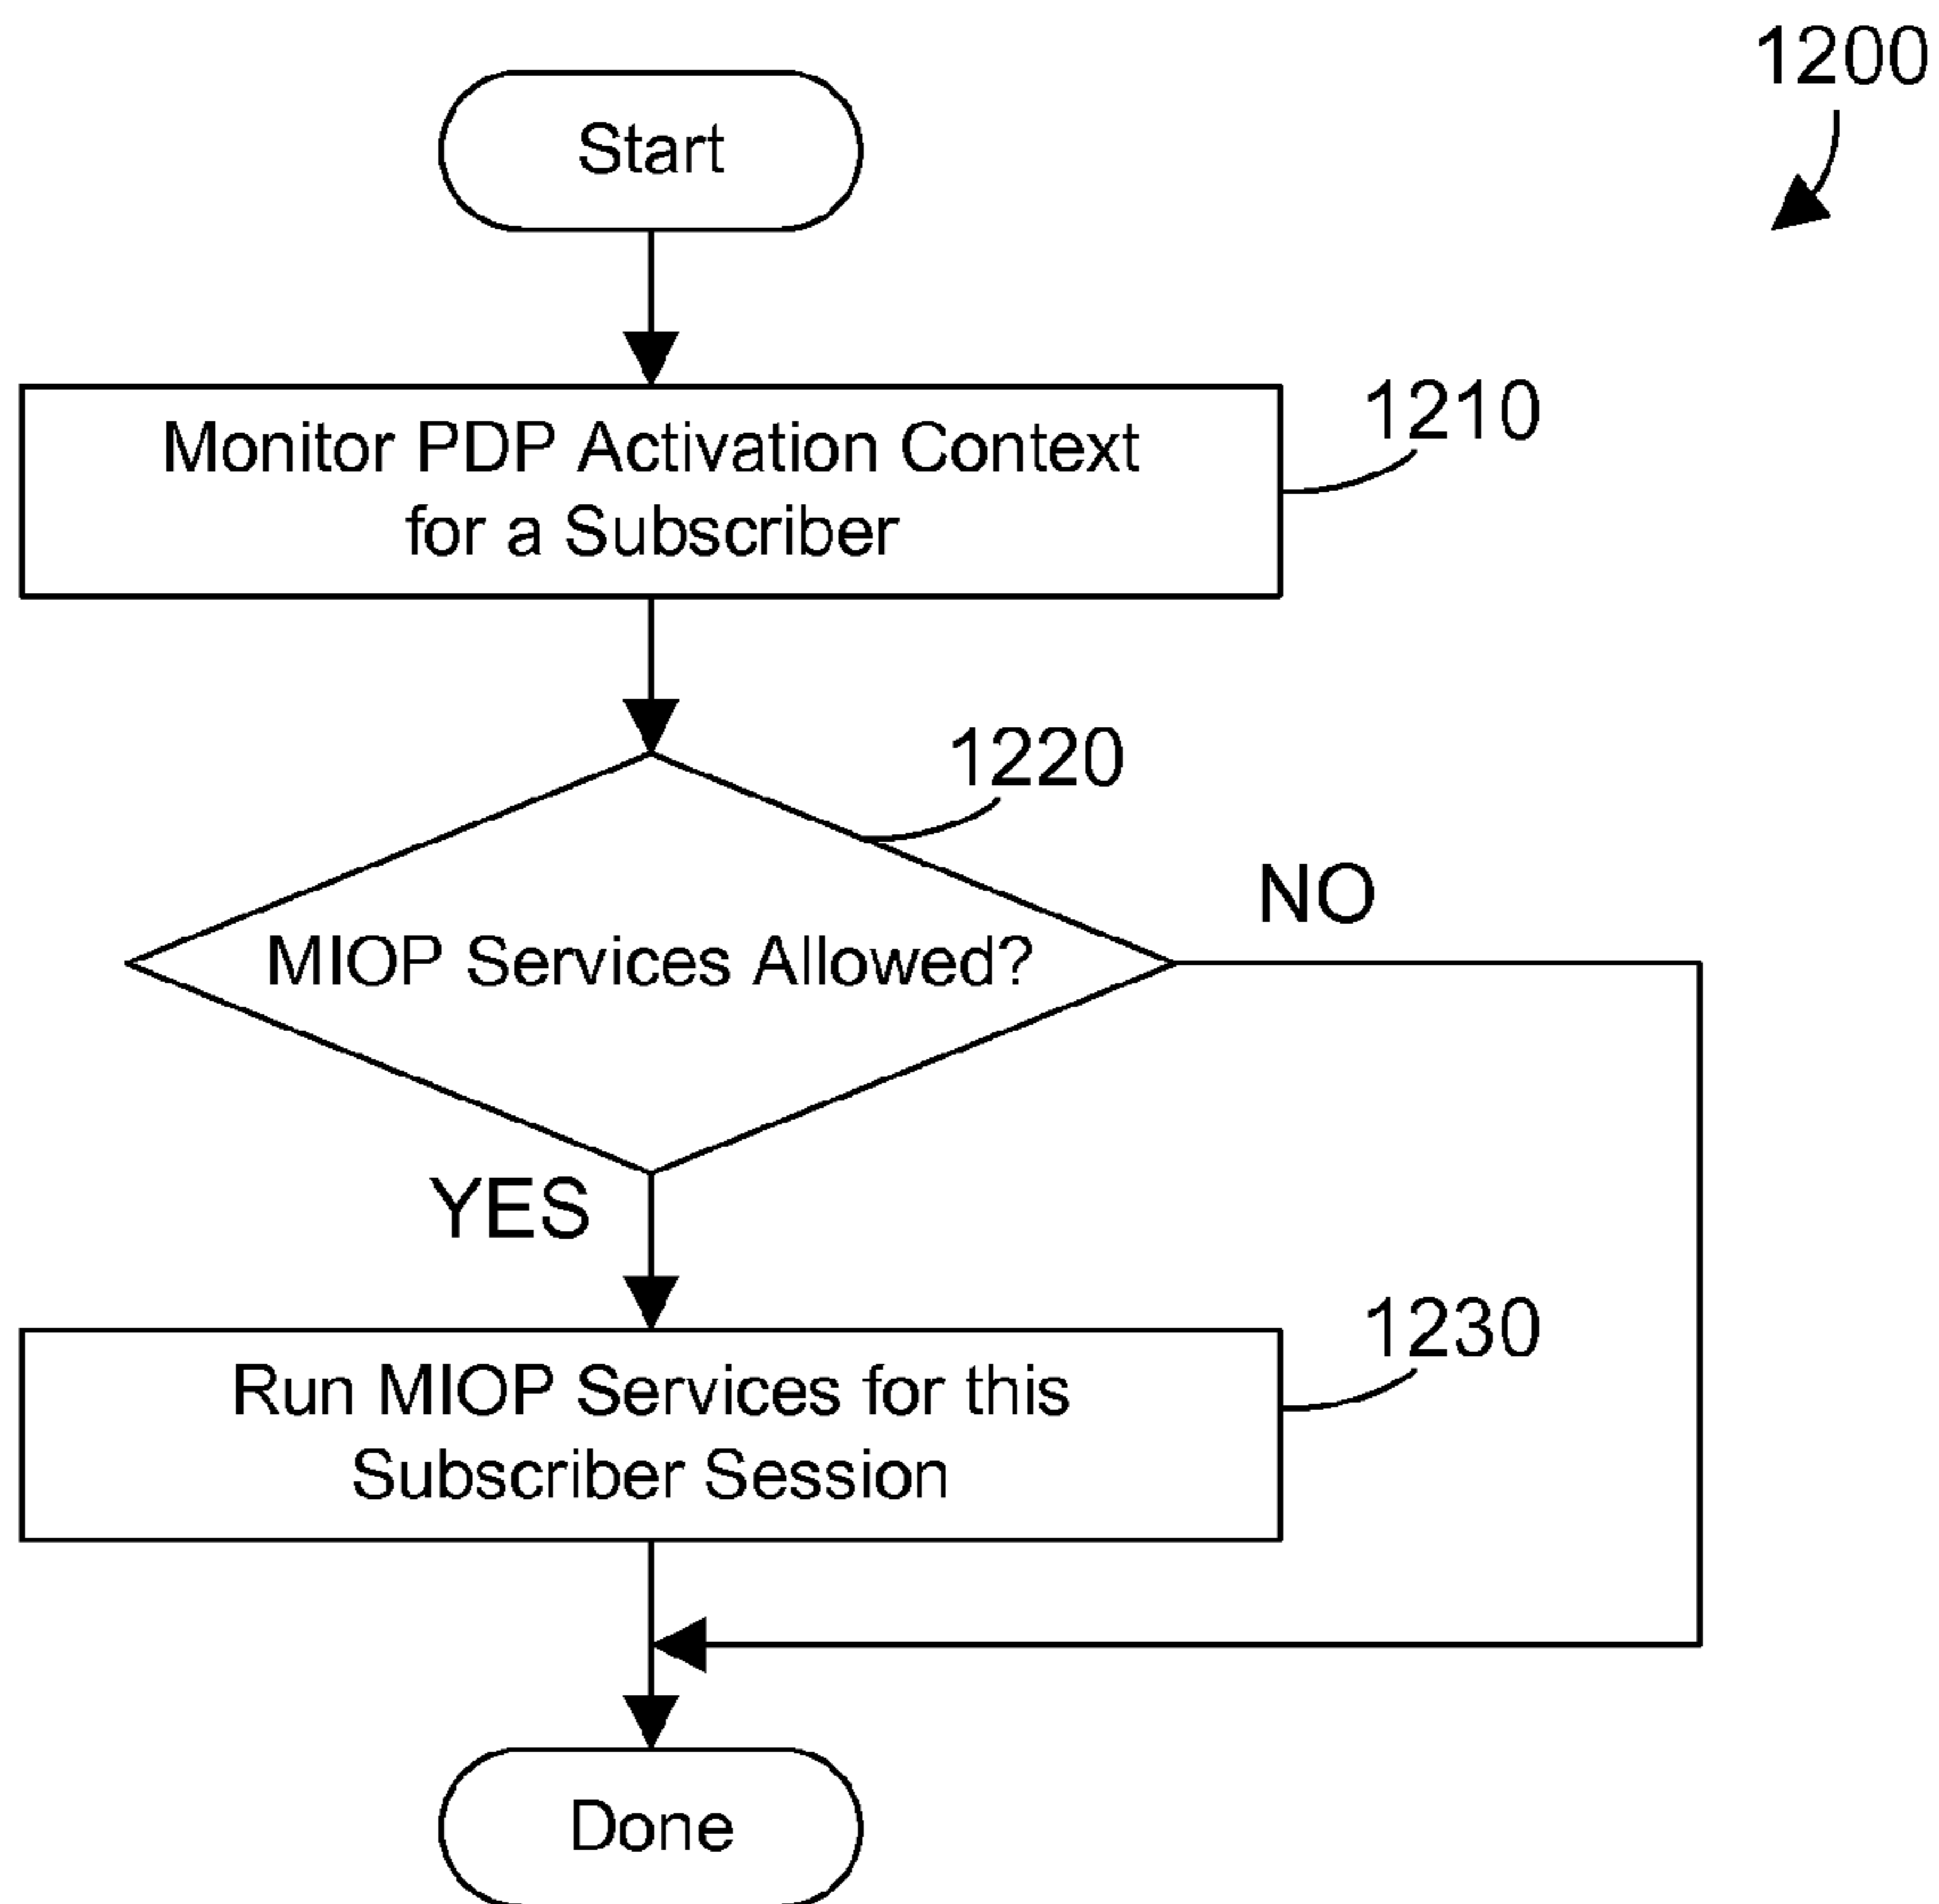 1200
Start
Monitor PDP Activation Context
for a Subscriber
1210
1220
MIOP Services Allowed?
NO
YES
Run MIOP Services for this
Subscriber Session
1230
Done